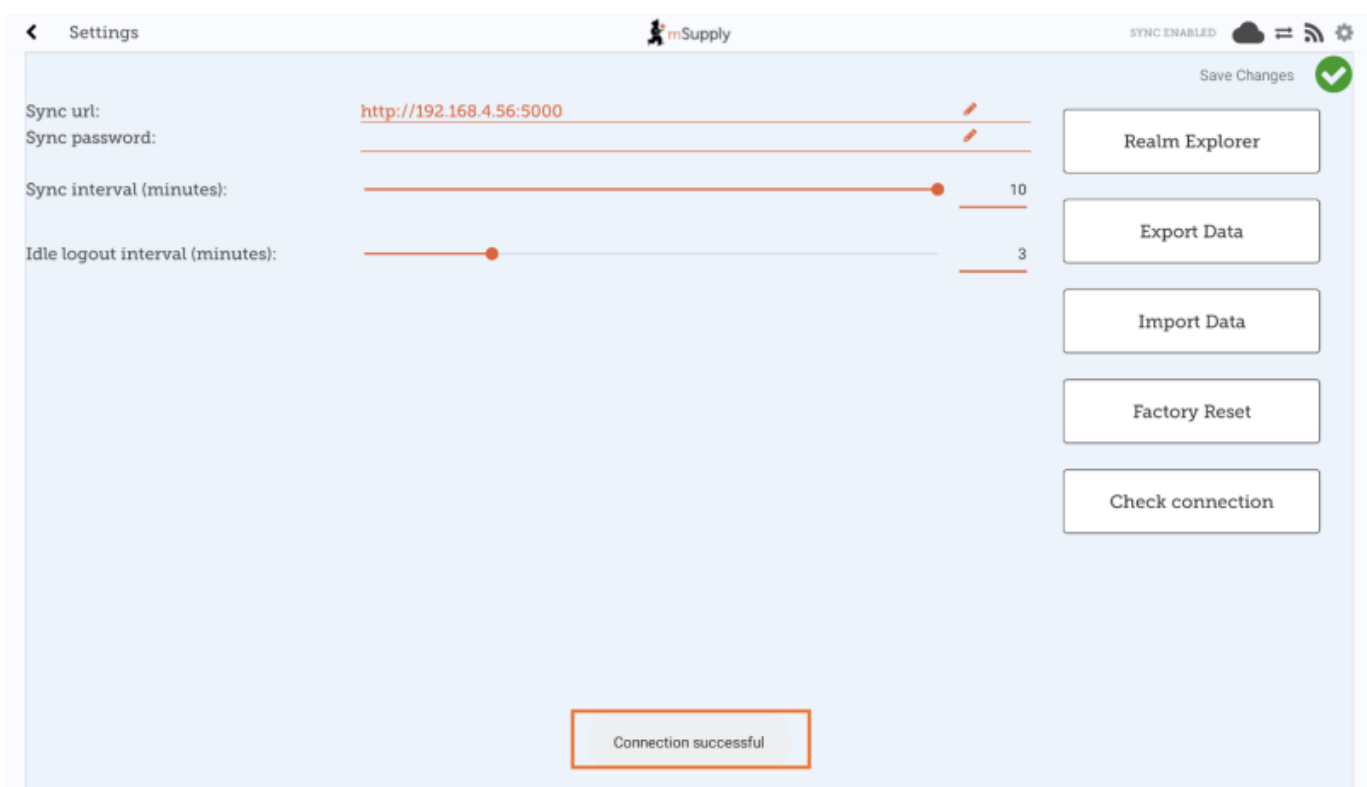 Settings
mSupply
SYNC ENABLED
Save Changes
Sync url:
http://192.168.4.56:5000
Sync password:
Sync interval (minutes):
10
Idle logout interval (minutes):
3
Realm Explorer
Export Data
Import Data
Factory Reset
Check connection
Connection successful